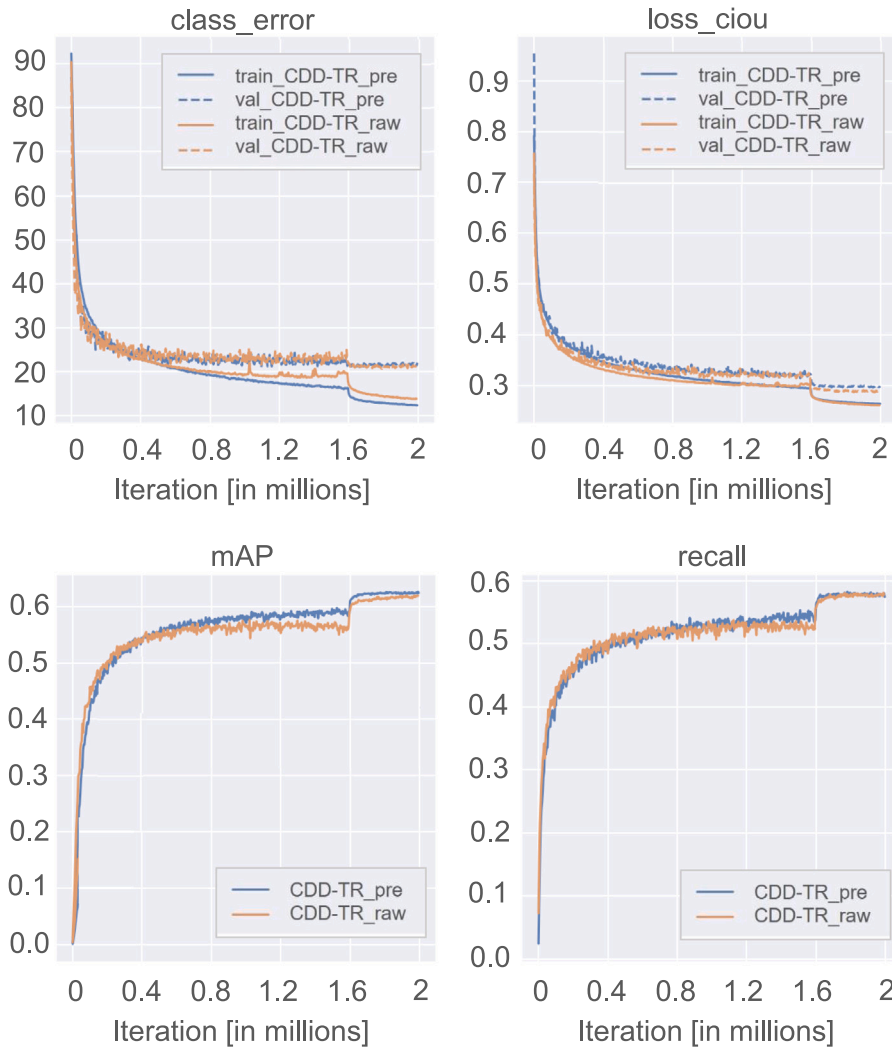 class_error
90
80
70
60
50
40
30
20
10
train_CDD-TR_pre
val_CDD-TR_pre
train_CDD-TR_raw
val_CDD-TR_raw
0 0.4 0.8 1.2 1.6 2
Iteration [in millions]
loss_ciou
0.9
0.8
0.7
0.6
0.5
0.4
0.3
train_CDD-TR_pre
val_CDD-TR_pre
train_CDD-TR_raw
val_CDD-TR_raw
0 0.4 0.8 1.2 1.6 2
Iteration [in millions]
mAP
0.6
0.5
0.4
0.3
0.2
0.1
0.0
CDD-TR_pre
CDD-TR_raw
0 0.4 0.8 1.2 1.6 2
Iteration [in millions]
recall
0.6
0.5
0.4
0.3
0.2
0.1
0.0
CDD-TR_pre
CDD-TR_raw
0 0.4 0.8 1.2 1.6 2
Iteration [in millions]